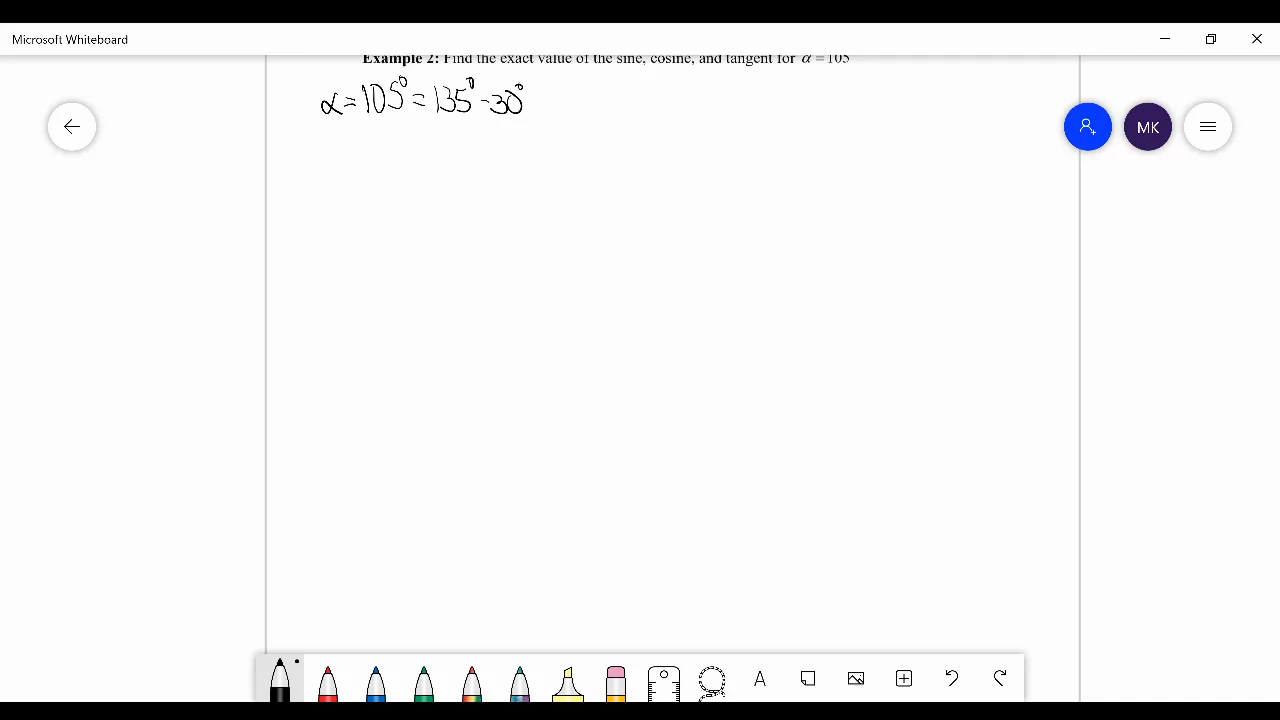 Microsoft Whiteboard
Example 2: Find the exact value of the sine, cosine, and tangent for α = 105
α = 105° = 135° - 30°
MK
A